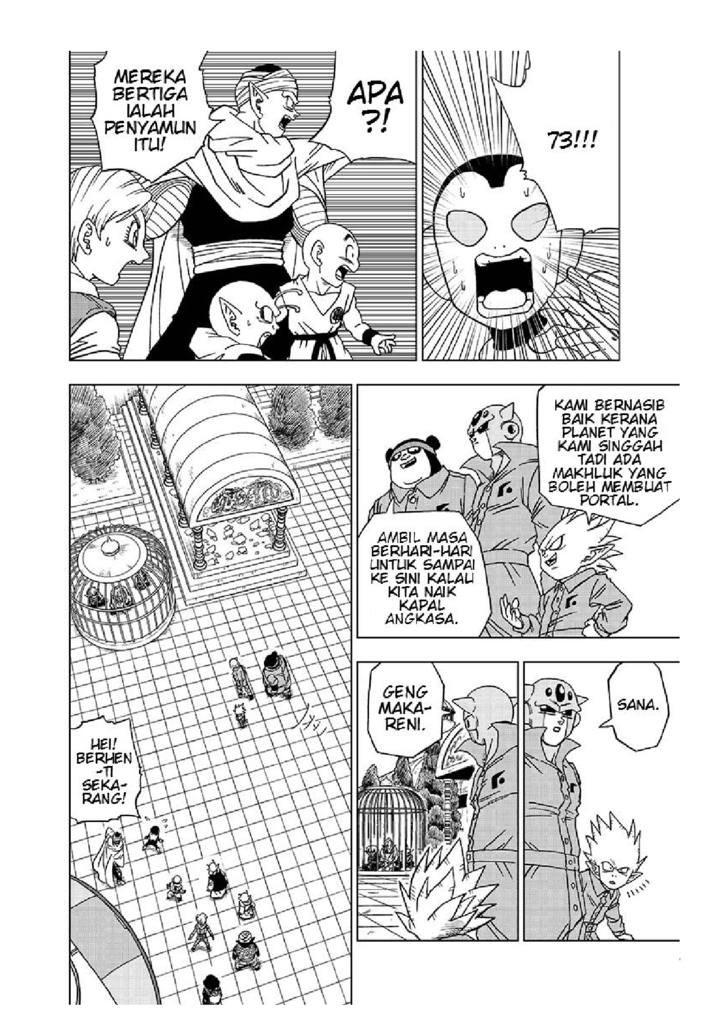 73!!!
APA
?!
MEREKA
BERTIGA
IALAH
PENYAMUN
ITU!
KAMI BERNASIB
BAIK KERANA
PLANET YANG
KAMI SINGGAH
TADI ADA
MAKHLUK YANG
BOLEH MEMBUAT
PORTAL.
AMBIL MASA
BERHARI-HARI
UNTUK SAMPAI
KE SINI KALAU
KITA NAIK
KAPAL
ANGKASA.
SANA.
GENG
MAKA-
RENI.
HEI!
BERHEN
-TI
SEKA-
RANG!